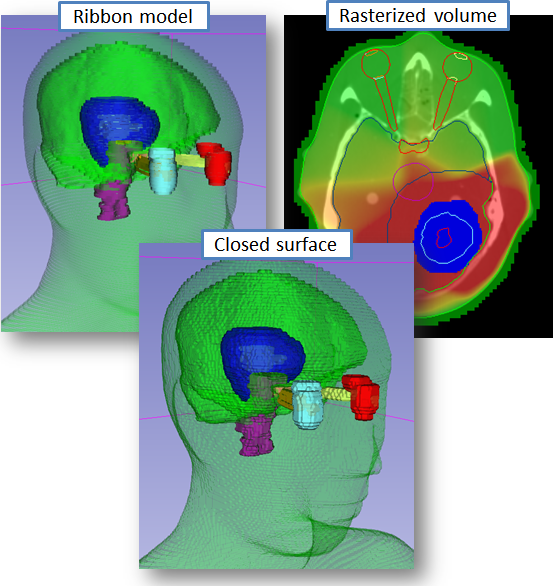 Ribbon model
Rasterized volume
Closed surface